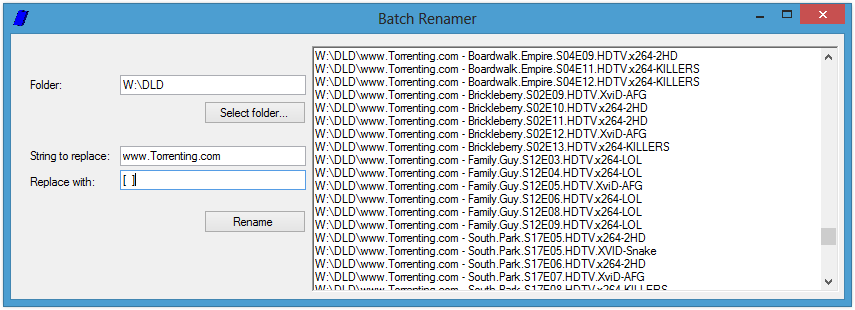 Batch Renamer
Folder:
W:\DLD
Select folder...
String to replace:
www.Torrenting.com
Replace with:
[ ]
Rename
W:\DLD\www.Torrenting.com - Boardwalk.Empire.S04E09.HDTV.x264-2HD
W:\DLD\www.Torrenting.com - Boardwalk.Empire.S04E11.HDTV.x264-KILLERS
W:\DLD\www.Torrenting.com - Boardwalk.Empire.S04E12.HDTV.x264-KILLERS
W:\DLD\www.Torrenting.com - Brickleberry.S02E09.HDTV.XviD-AFG
W:\DLD\www.Torrenting.com - Brickleberry.S02E10.HDTV.x264-2HD
W:\DLD\www.Torrenting.com - Brickleberry.S02E11.HDTV.x264-2HD
W:\DLD\www.Torrenting.com - Brickleberry.S02E12.HDTV.XviD-AFG
W:\DLD\www.Torrenting.com - Brickleberry.S02E13.HDTV.x264-KILLERS
W:\DLD\www.Torrenting.com - Family.Guy.S12E03.HDTV.x264-LOL
W:\DLD\www.Torrenting.com - Family.Guy.S12E04.HDTV.x264-LOL
W:\DLD\www.Torrenting.com - Family.Guy.S12E05.HDTV.XviD-AFG
W:\DLD\www.Torrenting.com - Family.Guy.S12E06.HDTV.x264-LOL
W:\DLD\www.Torrenting.com - Family.Guy.S12E08.HDTV.x264-LOL
W:\DLD\www.Torrenting.com - Family.Guy.S12E09.HDTV.x264-LOL
W:\DLD\www.Torrenting.com - South.Park.S17E05.HDTV.x264-2HD
W:\DLD\www.Torrenting.com - South.Park.S17E05.HDTV.XVID-Snake
W:\DLD\www.Torrenting.com - South.Park.S17E06.HDTV.x264-2HD
W:\DLD\www.Torrenting.com - South.Park.S17E07.HDTV.XviD-AFG
W:\DLD\www.Torrenting.com - South.Park.S17E08.HDTV.x264-KILLERS